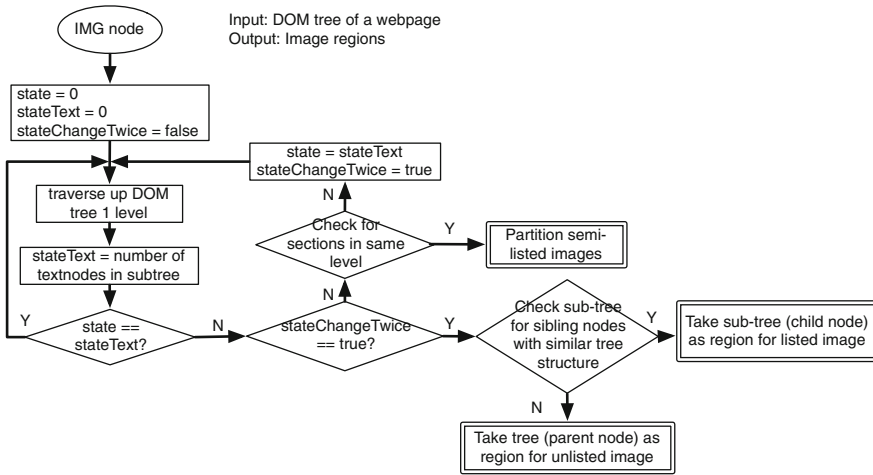 IMG node
Input: DOM tree of a webpage
Output: Image regions
state = 0
stateText = 0
stateChangeTwice = false
state = stateText
stateChangeTwice = true
traverse up DOM
tree 1 level
N
Check for
sections in same
level
Y
Partition semi-
listed images
stateText = number of
textnodes in subtree
N
Y
state ==
stateText?
N
stateChangeTwice
== true?
Y
Check sub-tree
for sibling nodes
with similar tree
structure
Y
Take sub-tree (child node)
as region for listed image
N
Take tree (parent node) as
region for unlisted image